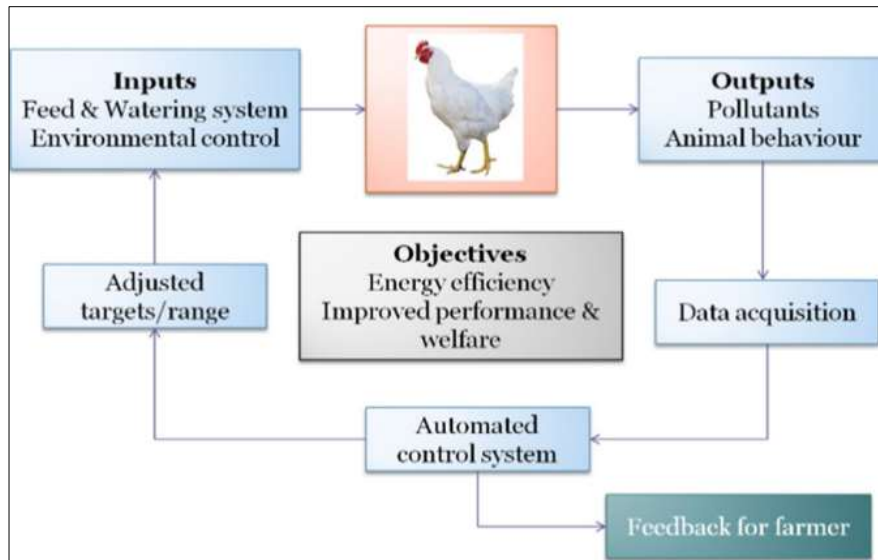 Inputs
Feed & Watering system
Environmental control
Outputs
Pollutants
Animal behaviour
Objectives
Energy efficiency
Improved performance &
welfare
Adjusted
targets/range
Data acquisition
Automated
control system
Feedback for farmer